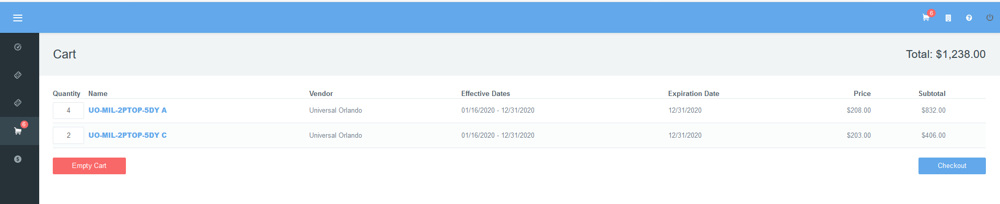 6
Cart
Total: $1,238.00
Quantity Name Vendor Effective Dates Expiration Date Price Subtotal
4 UO-MIL-2PTOP-5DY A Universal Orlando 01/16/2020 - 12/31/2020 12/31/2020 $208.00 $832.00
6
2 UO-MIL-2PTOP-5DY C Universal Orlando 01/16/2020 - 12/31/2020 12/31/2020 $203.00 $406.00
Empty Cart Checkout